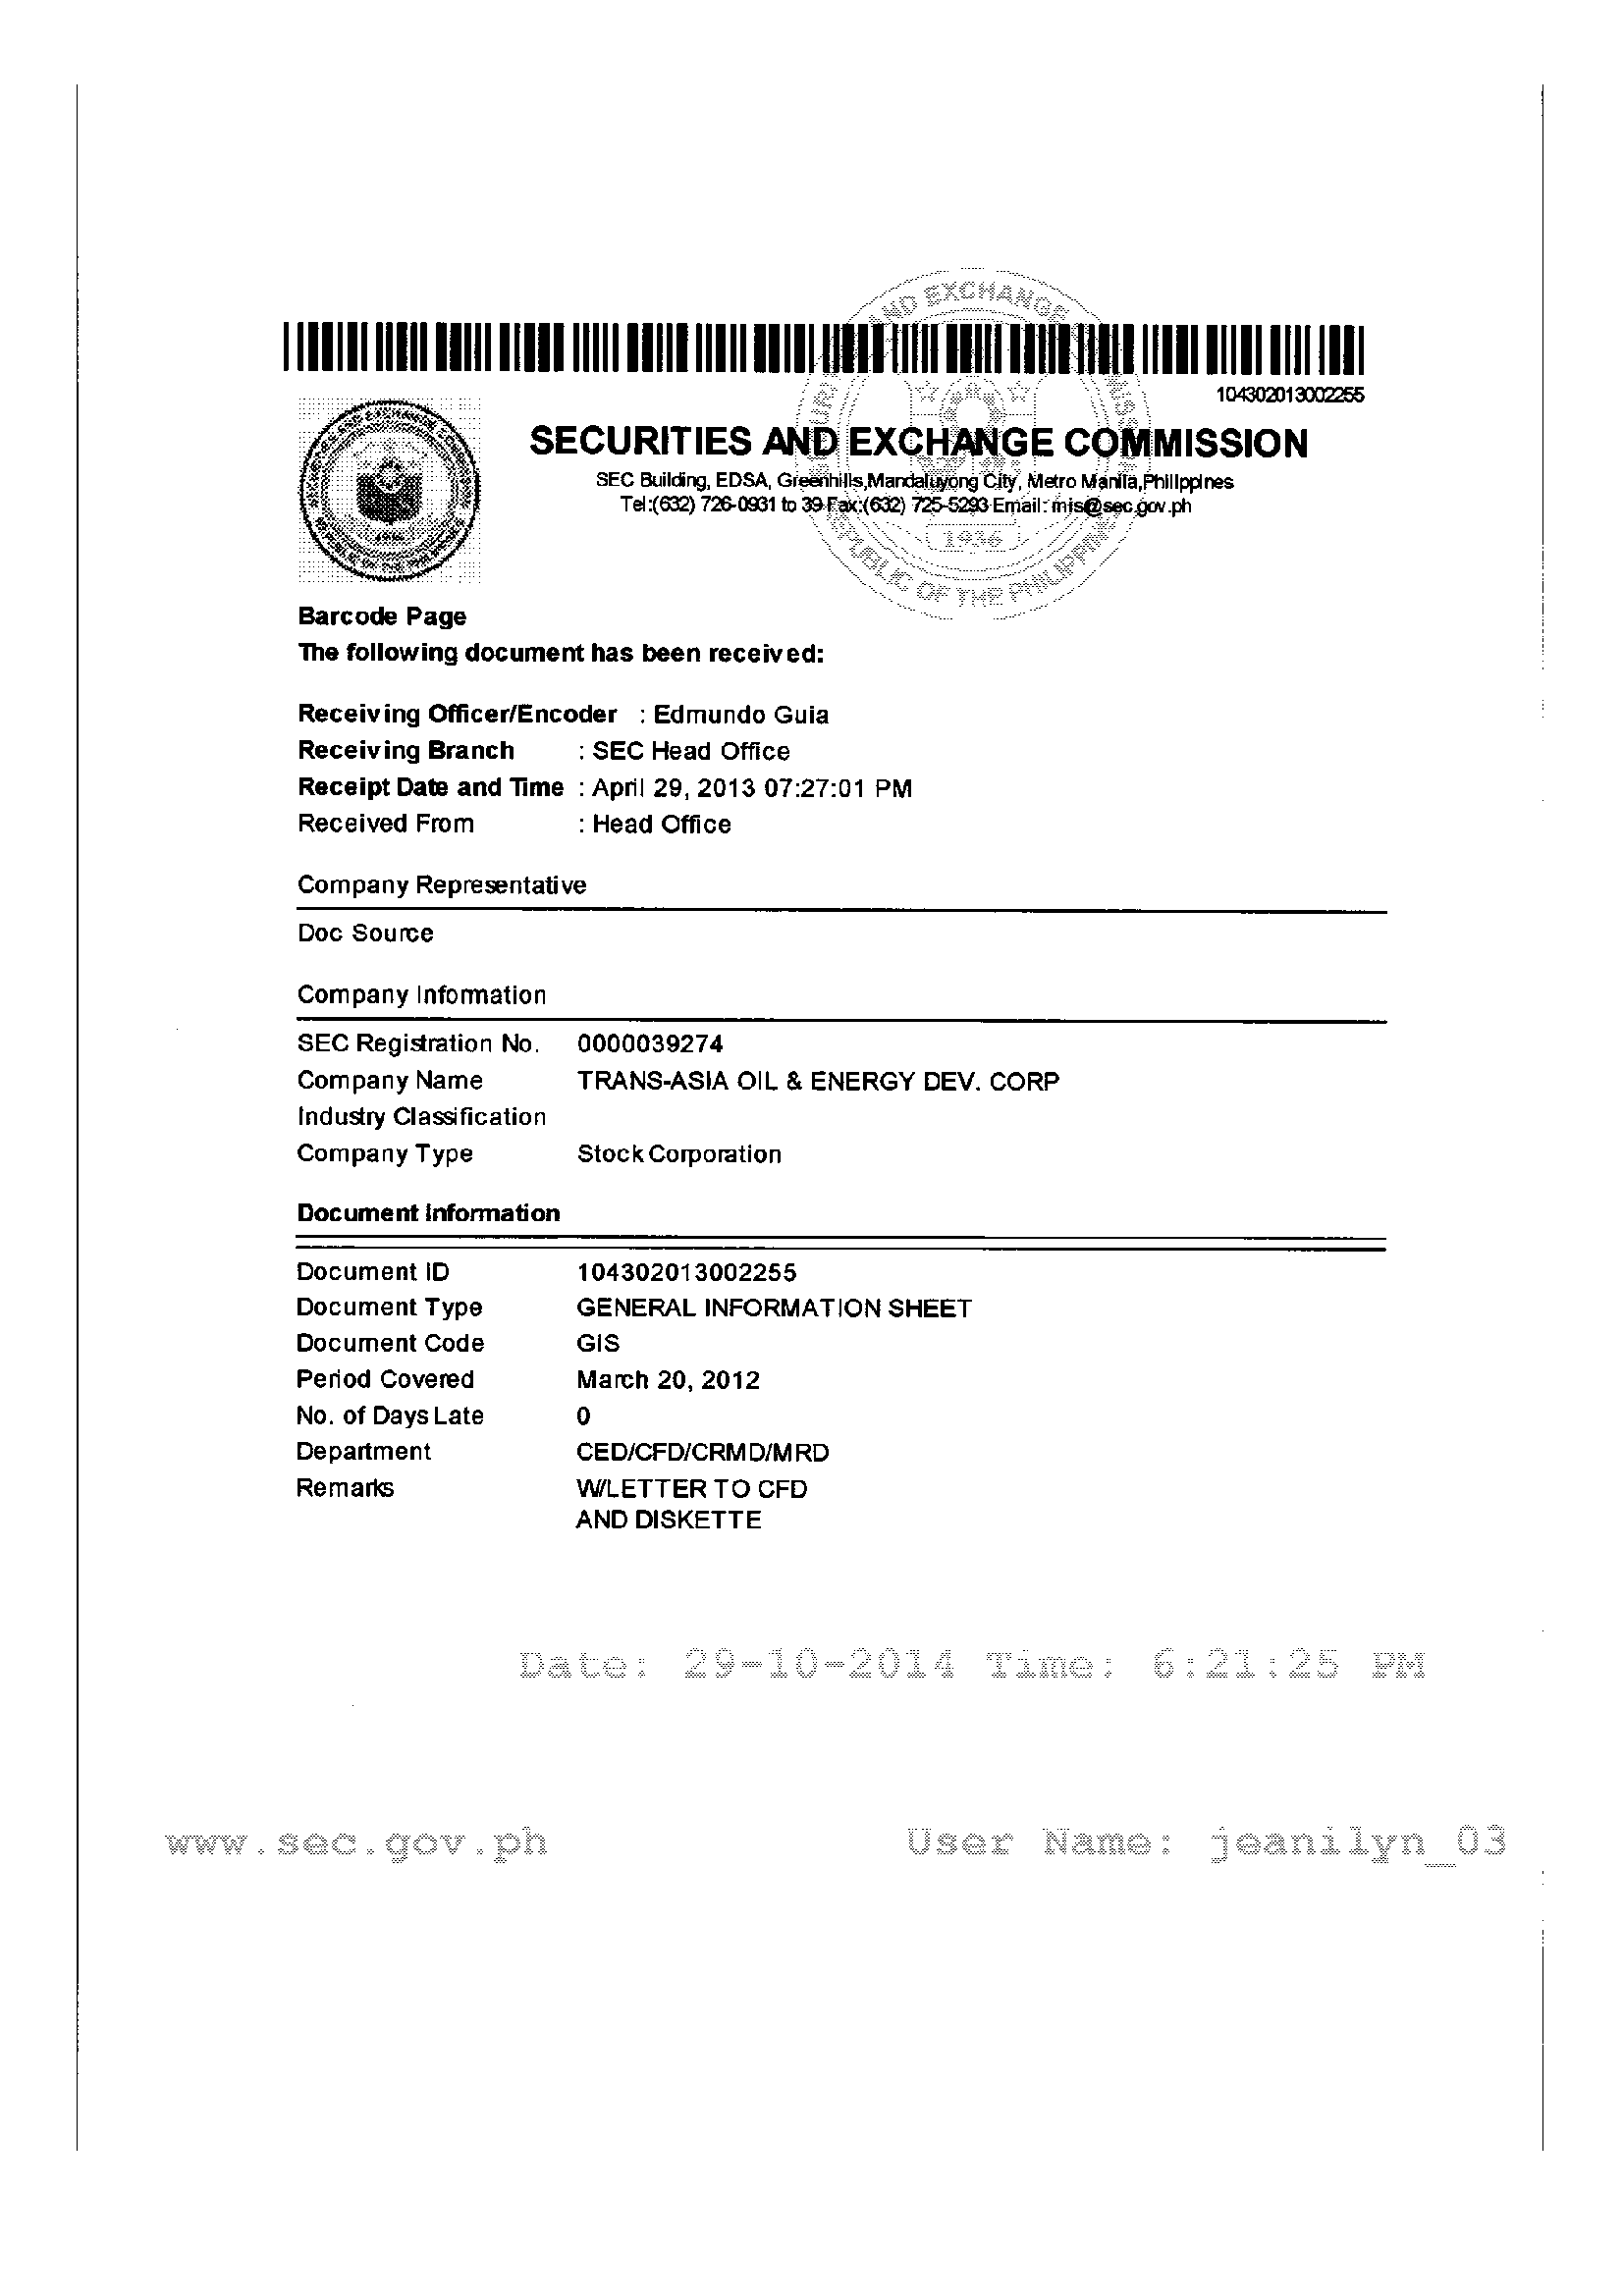 104302013002255
SECURITIES AND EXCHANGE COMMISSION
SEC Building, EDSA, Greenhills,Mandaluyong City, Metro Manila,Philippines
Tel:(632) 726-0931 to 39 Fax:(632) 725-5293 Email: mis@sec.gov.ph
AND EXCHANGE
1936
REPUBLIC OF THE PHILIPPINES
Barcode Page
The following document has been received:
Receiving Officer/Encoder : Edmundo Guia
Receiving Branch : SEC Head Office
Receipt Date and Time : April 29, 2013 07:27:01 PM
Received From : Head Office
Company Representative
Doc Source
Company Information
SEC Registration No. 0000039274
Company Name TRANS-ASIA OIL & ENERGY DEV. CORP
Industry Classification
Company Type Stock Corporation
Document Information
Document ID 104302013002255
Document Type GENERAL INFORMATION SHEET
Document Code GIS
Period Covered March 20, 2012
No. of Days Late 0
Department CED/CFD/CRMD/MRD
Remarks W/LETTER TO CFD
AND DISKETTE
Date: 29-10-2014 Time: 6:21:25 PM
www.sec.gov.ph User Name: jeanilyn_03